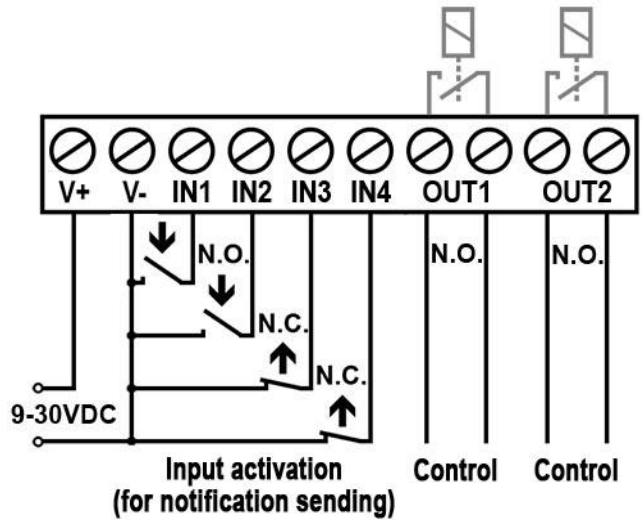 V+ V- IN1 IN2 IN3 IN4 OUT1 OUT2
N.O. N.O. N.O.
N.C.
N.C.
9-30VDC
Input activation Control Control
(for notification sending)